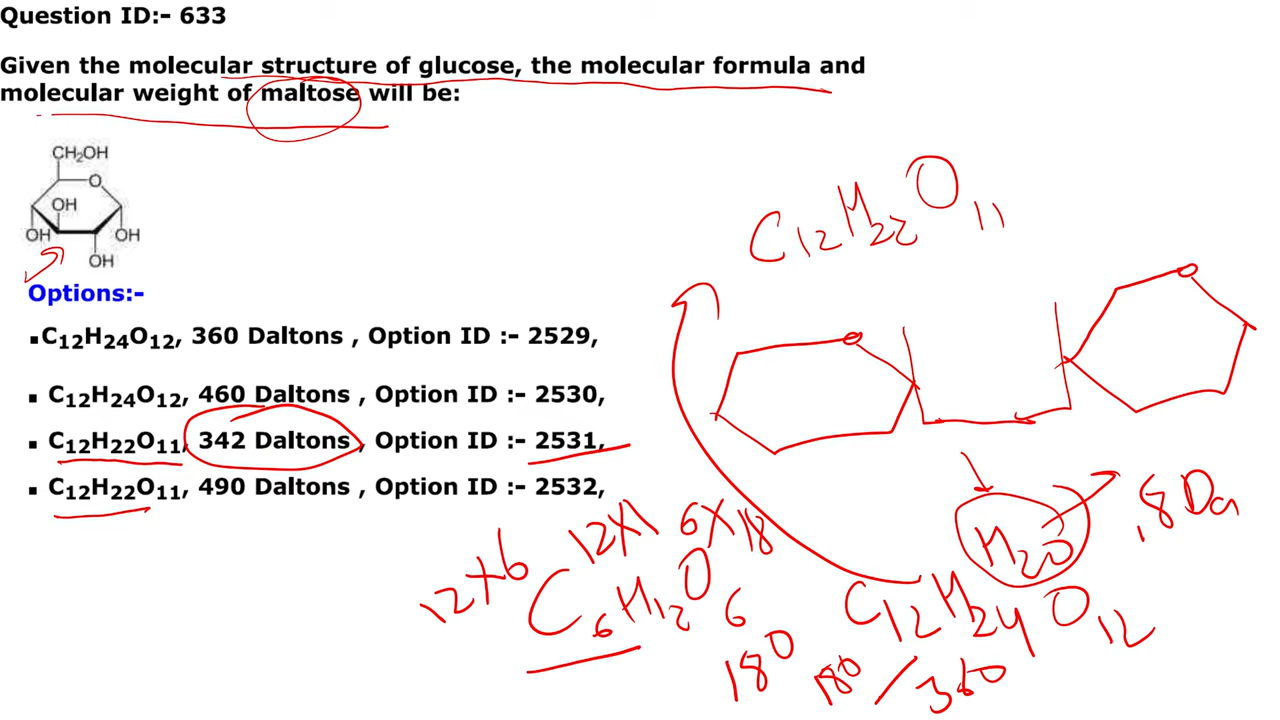 Question ID:- 633
Given the molecular structure of glucose, the molecular formula and
molecular weight of maltose will be:
CH₂OH
O
OH
OH
OH
OH
Options:-
▪C₁₂H₂₄O₁₂, 360 Daltons , Option ID :- 2529,
▪ C₁₂H₂₄O₁₂, 460 Daltons , Option ID :- 2530,
▪ C₁₂H₂₂O₁₁, 342 Daltons , Option ID :- 2531,
▪ C₁₂H₂₂O₁₁, 490 Daltons , Option ID :- 2532,
C₁₂H₂₂O₁₁
H₂O
18 Da
12×6 12×1 6×18
C₆H₁₂O₆
C₁₂H₂₄O₁₂
180
180 / 360